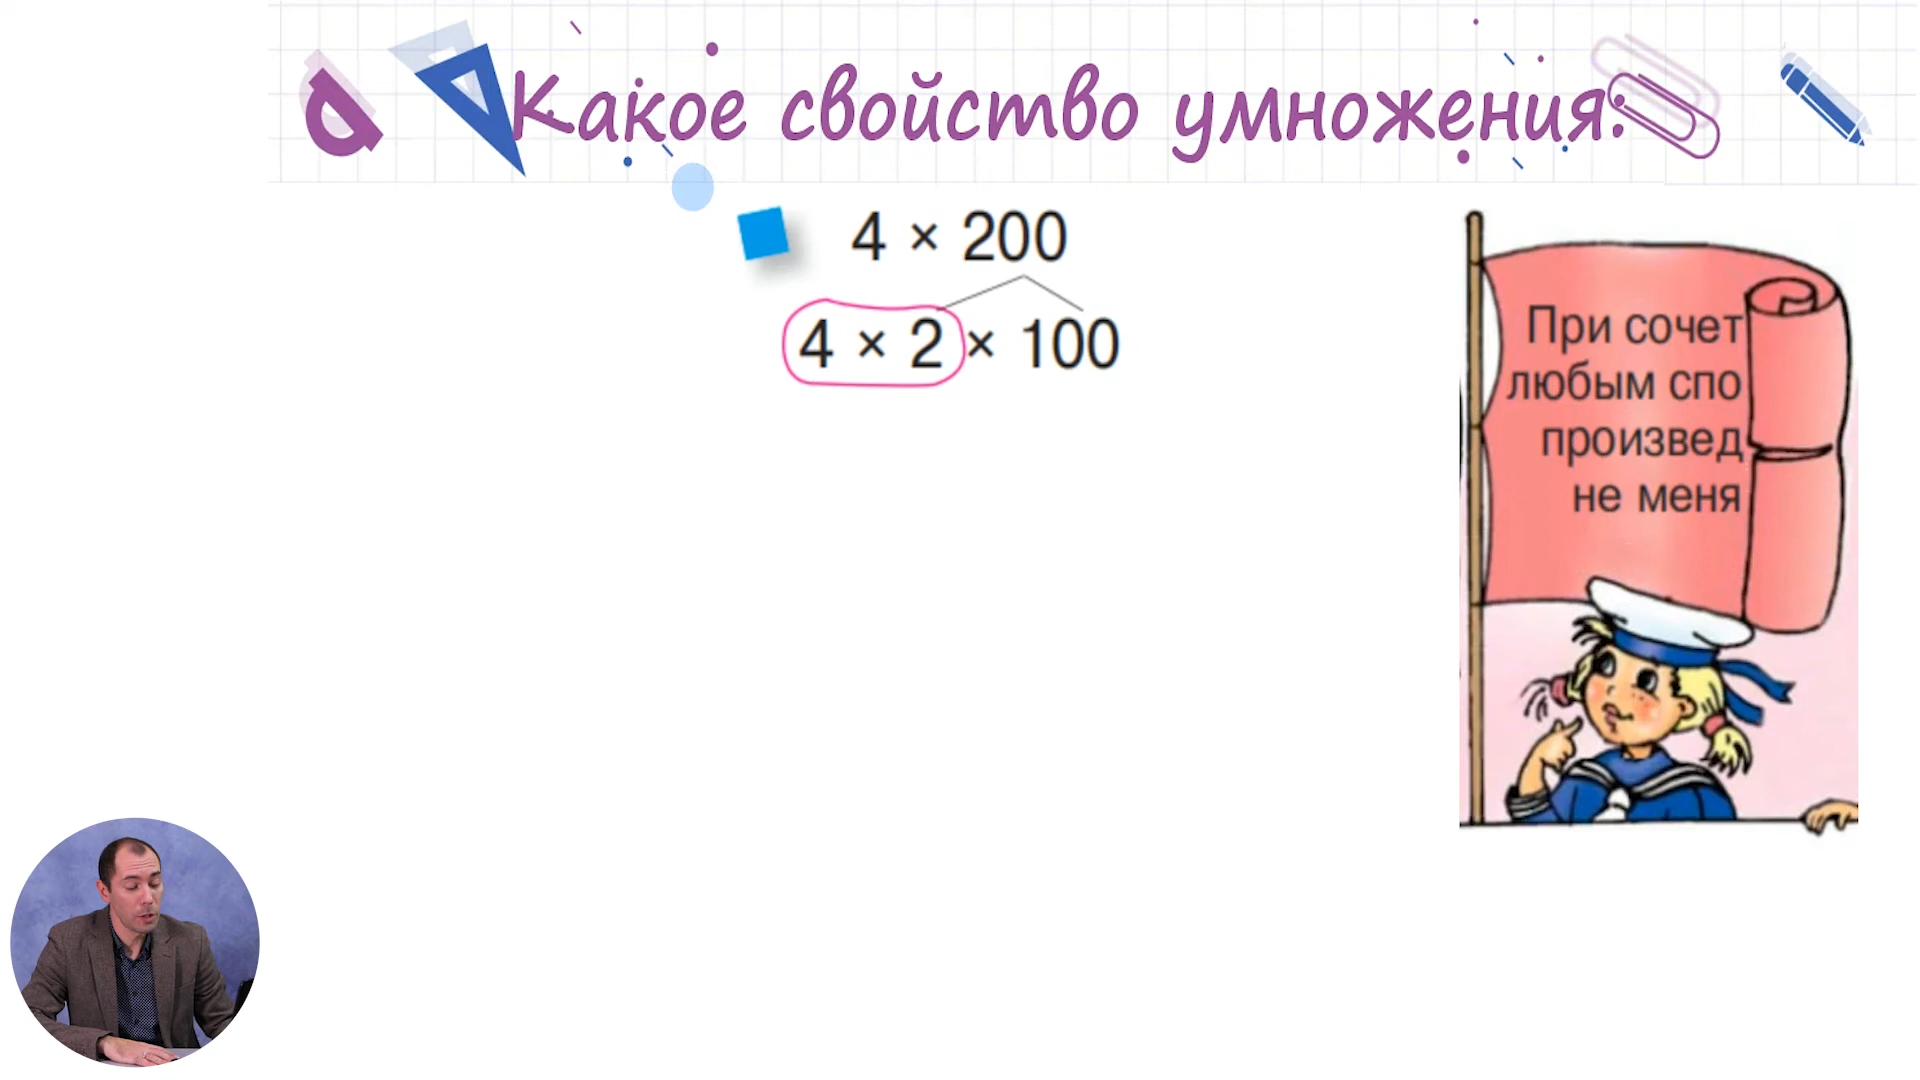 Какое свойство умножения:
4 × 200
4 × 2 × 100
При сочет
любым спо
произвед
не меня